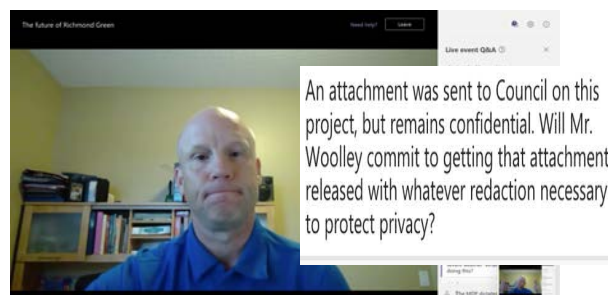 The future of Richmond Green
Need help?
Leave
Live event Q&A
An attachment was sent to Council on this
project, but remains confidential. Will Mr.
Woolley commit to getting that attachment
released with whatever redaction necessary
to protect privacy?
doing this?